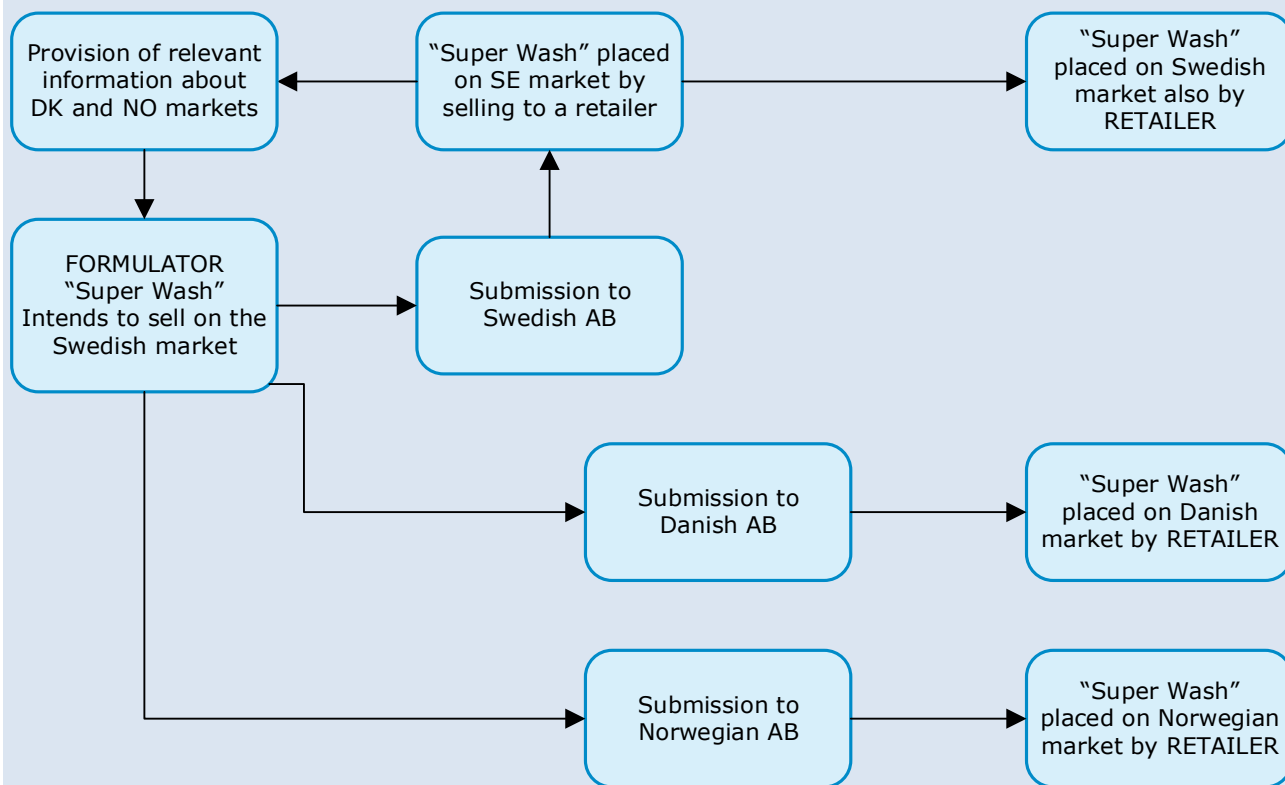 Provision of relevant
information about
DK and NO markets
“Super Wash” placed
on SE market by
selling to a retailer
“Super Wash”
placed on Swedish
market also by
RETAILER
FORMULATOR
“Super Wash”
Intends to sell on the
Swedish market
Submission to
Swedish AB
Submission to
Danish AB
“Super Wash”
placed on Danish
market by RETAILER
Submission to
Norwegian AB
“Super Wash”
placed on Norwegian
market by RETAILER